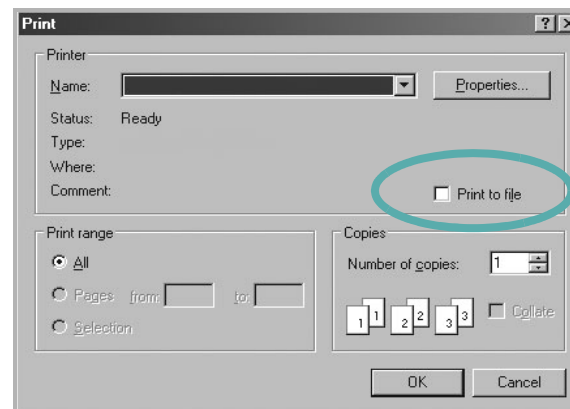 Print
Printer
Name:
Properties...
Status: Ready
Type:
Where:
Comment:
Print to file
Print range
All
Pages from: to:
Selection
Copies
Number of copies: 1
1 1 2 2 3 3
Collate
OK Cancel